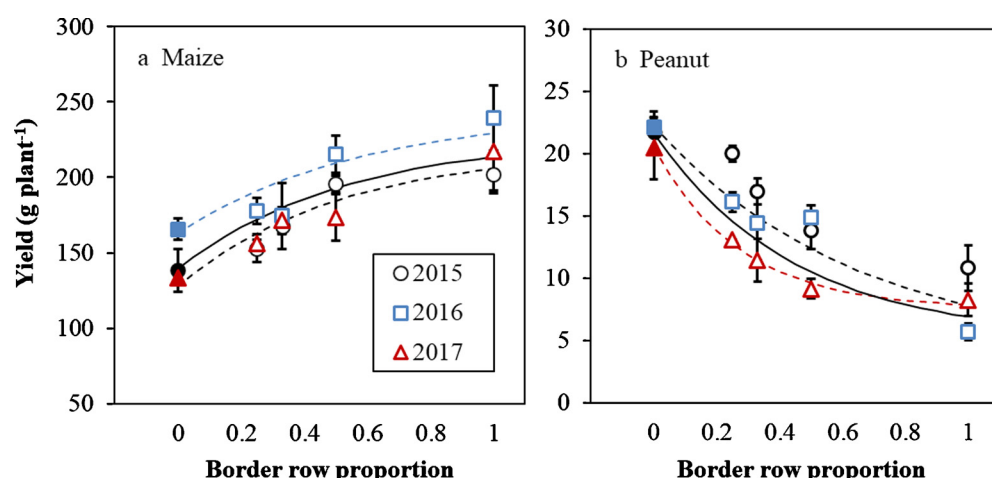 a Maize
300
250
200
150
100
50
Yield (g plant⁻¹)
2015
2016
2017
0 0.2 0.4 0.6 0.8 1
Border row proportion
b Peanut
30
25
20
15
10
5
0
0 0.2 0.4 0.6 0.8 1
Border row proportion